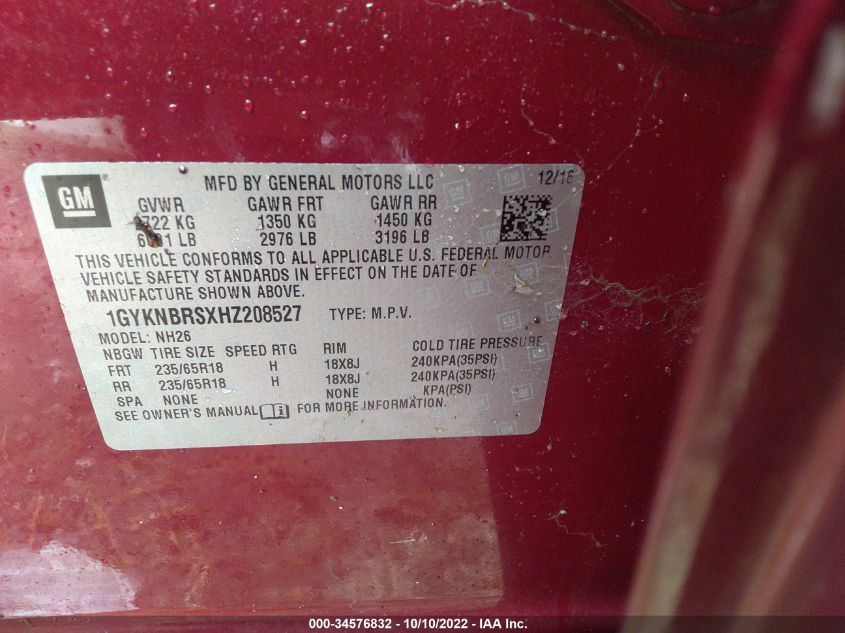 GM
MFD BY GENERAL MOTORS LLC
12/16
GVWR GAWR FRT GAWR RR
KG 1350 KG 1450 KG
LB 2976 LB 3196 LB
THIS VEHICLE CONFORMS TO ALL APPLICABLE U.S. FEDERAL MOTOR
VEHICLE SAFETY STANDARDS IN EFFECT ON THE DATE OF
MANUFACTURE SHOWN ABOVE.
1GYKNBRSXHZ208527 TYPE: M.P.V.
MODEL: NH26
NBGW TIRE SIZE SPEED RTG RIM COLD TIRE PRESSURE
FRT 235/65R18 H 18X8J 240KPA(35PSI)
RR 235/65R18 H 18X8J 240KPA(35PSI)
SPA NONE NONE KPA(PSI)
SEE OWNER'S MANUAL FOR MORE INFORMATION.
000-34576832 - 10/10/2022 - IAA Inc.